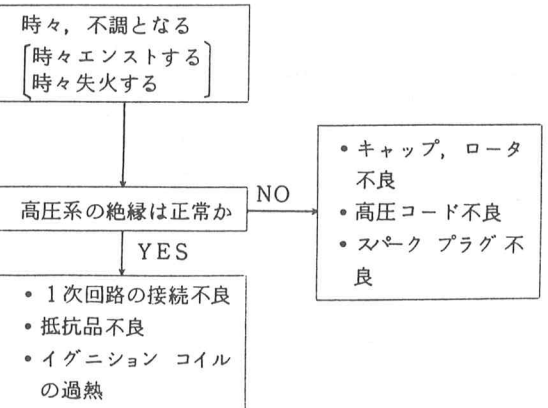 時々，不調となる
［時々エンストする
時々失火する］
高圧系の絶縁は正常か
NO
• キャップ，ロータ
不良
• 高圧コード不良
• スパーク プラグ 不
良
YES
• 1次回路の接続不良
• 抵抗品不良
• イグニション コイル
の過熱